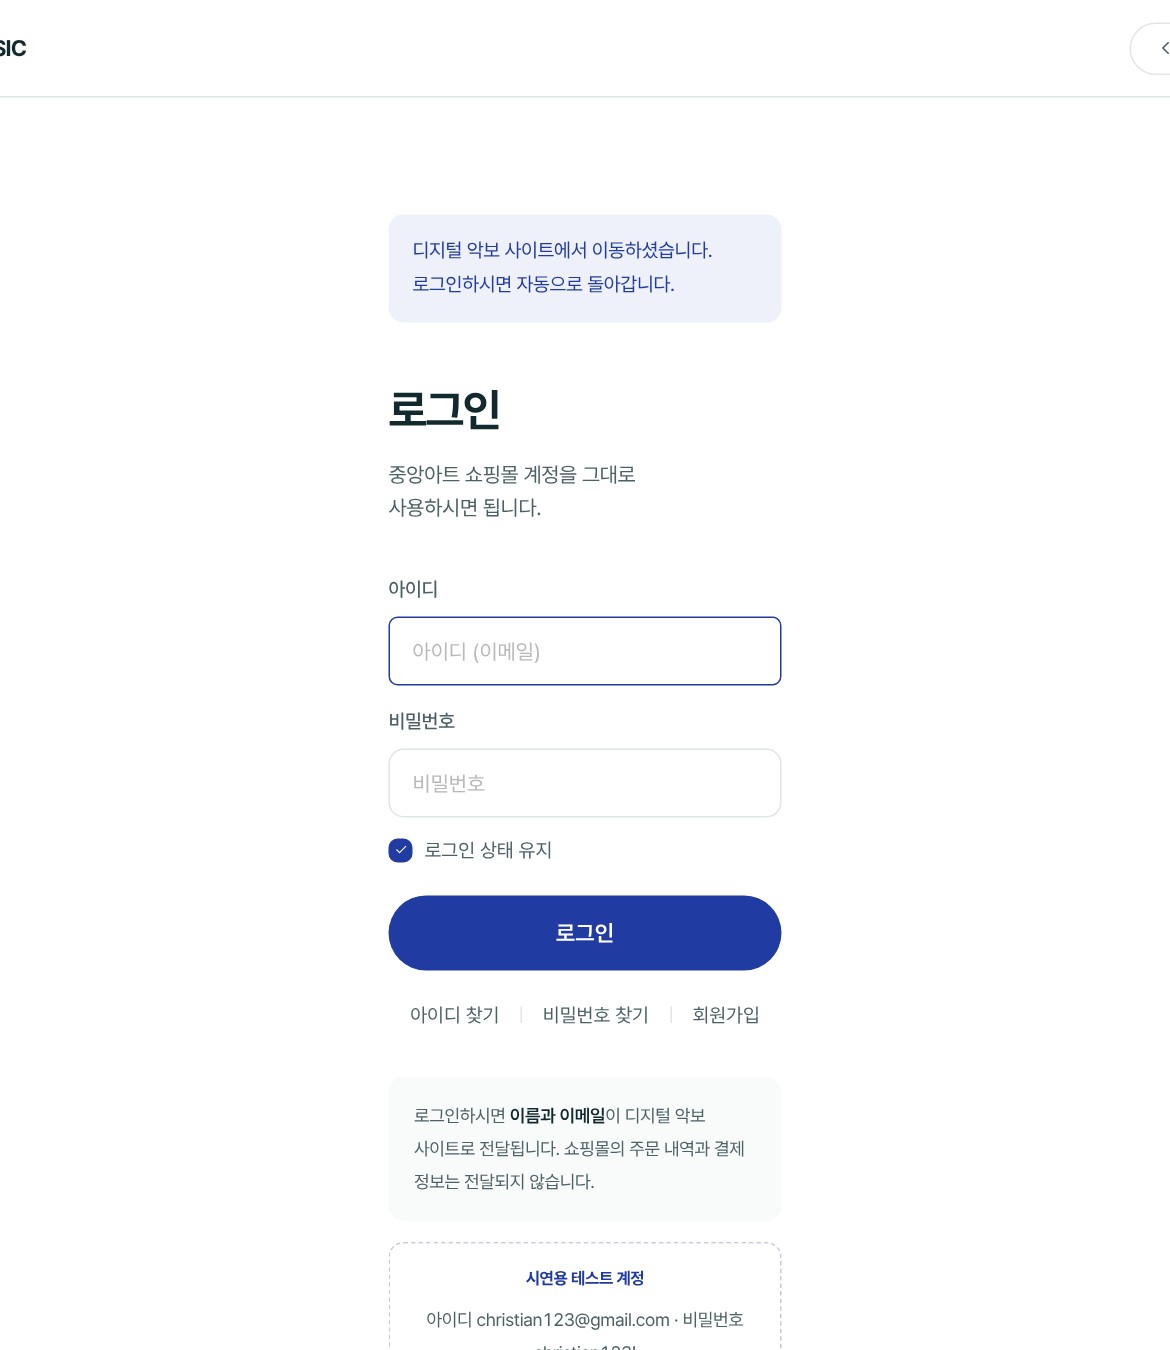 SIC
디지털 악보 사이트에서 이동하셨습니다.
로그인하시면 자동으로 돌아갑니다.
로그인
중앙아트 쇼핑몰 계정을 그대로
사용하시면 됩니다.
아이디
아이디 (이메일)
비밀번호
비밀번호
로그인 상태 유지
로그인
아이디 찾기 | 비밀번호 찾기 | 회원가입
로그인하시면 이름과 이메일이 디지털 악보
사이트로 전달됩니다. 쇼핑몰의 주문 내역과 결제
정보는 전달되지 않습니다.
시연용 테스트 계정
아이디 christian123@gmail.com · 비밀번호